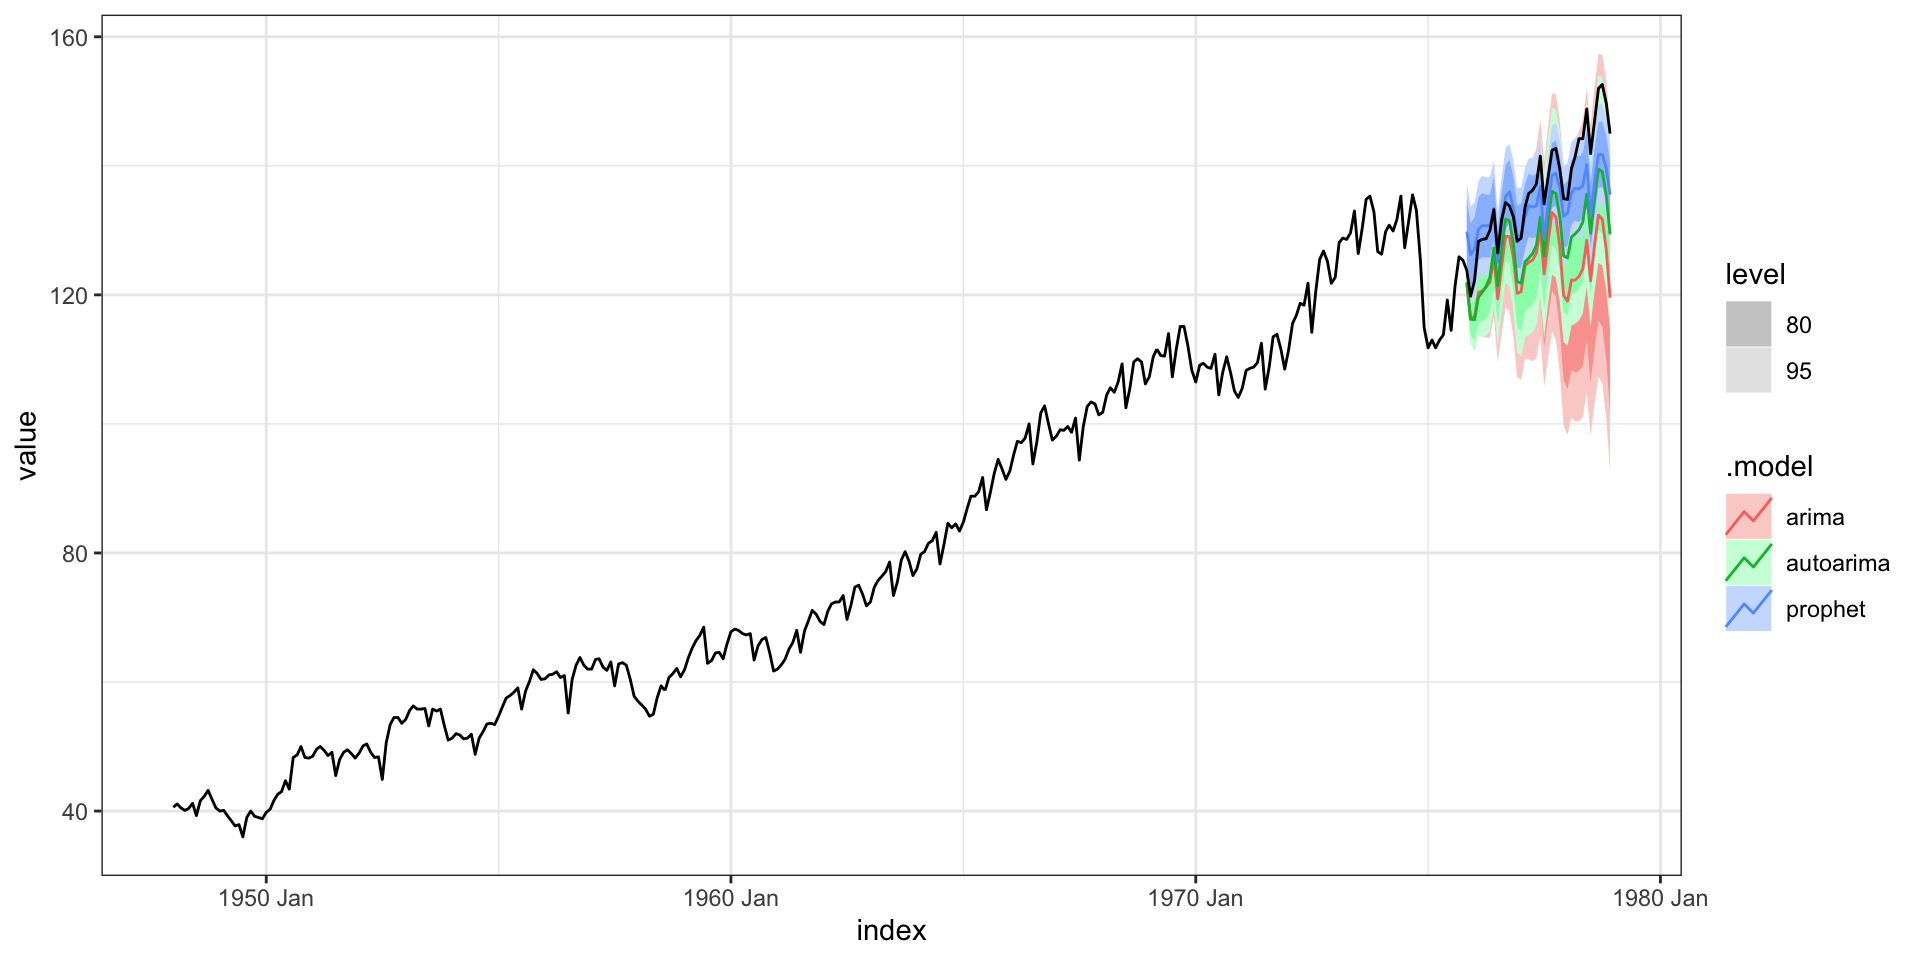 160
120
80
40
value
1950 Jan
1960 Jan
1970 Jan
1980 Jan
index
level
80
95
.model
arima
autoarima
prophet